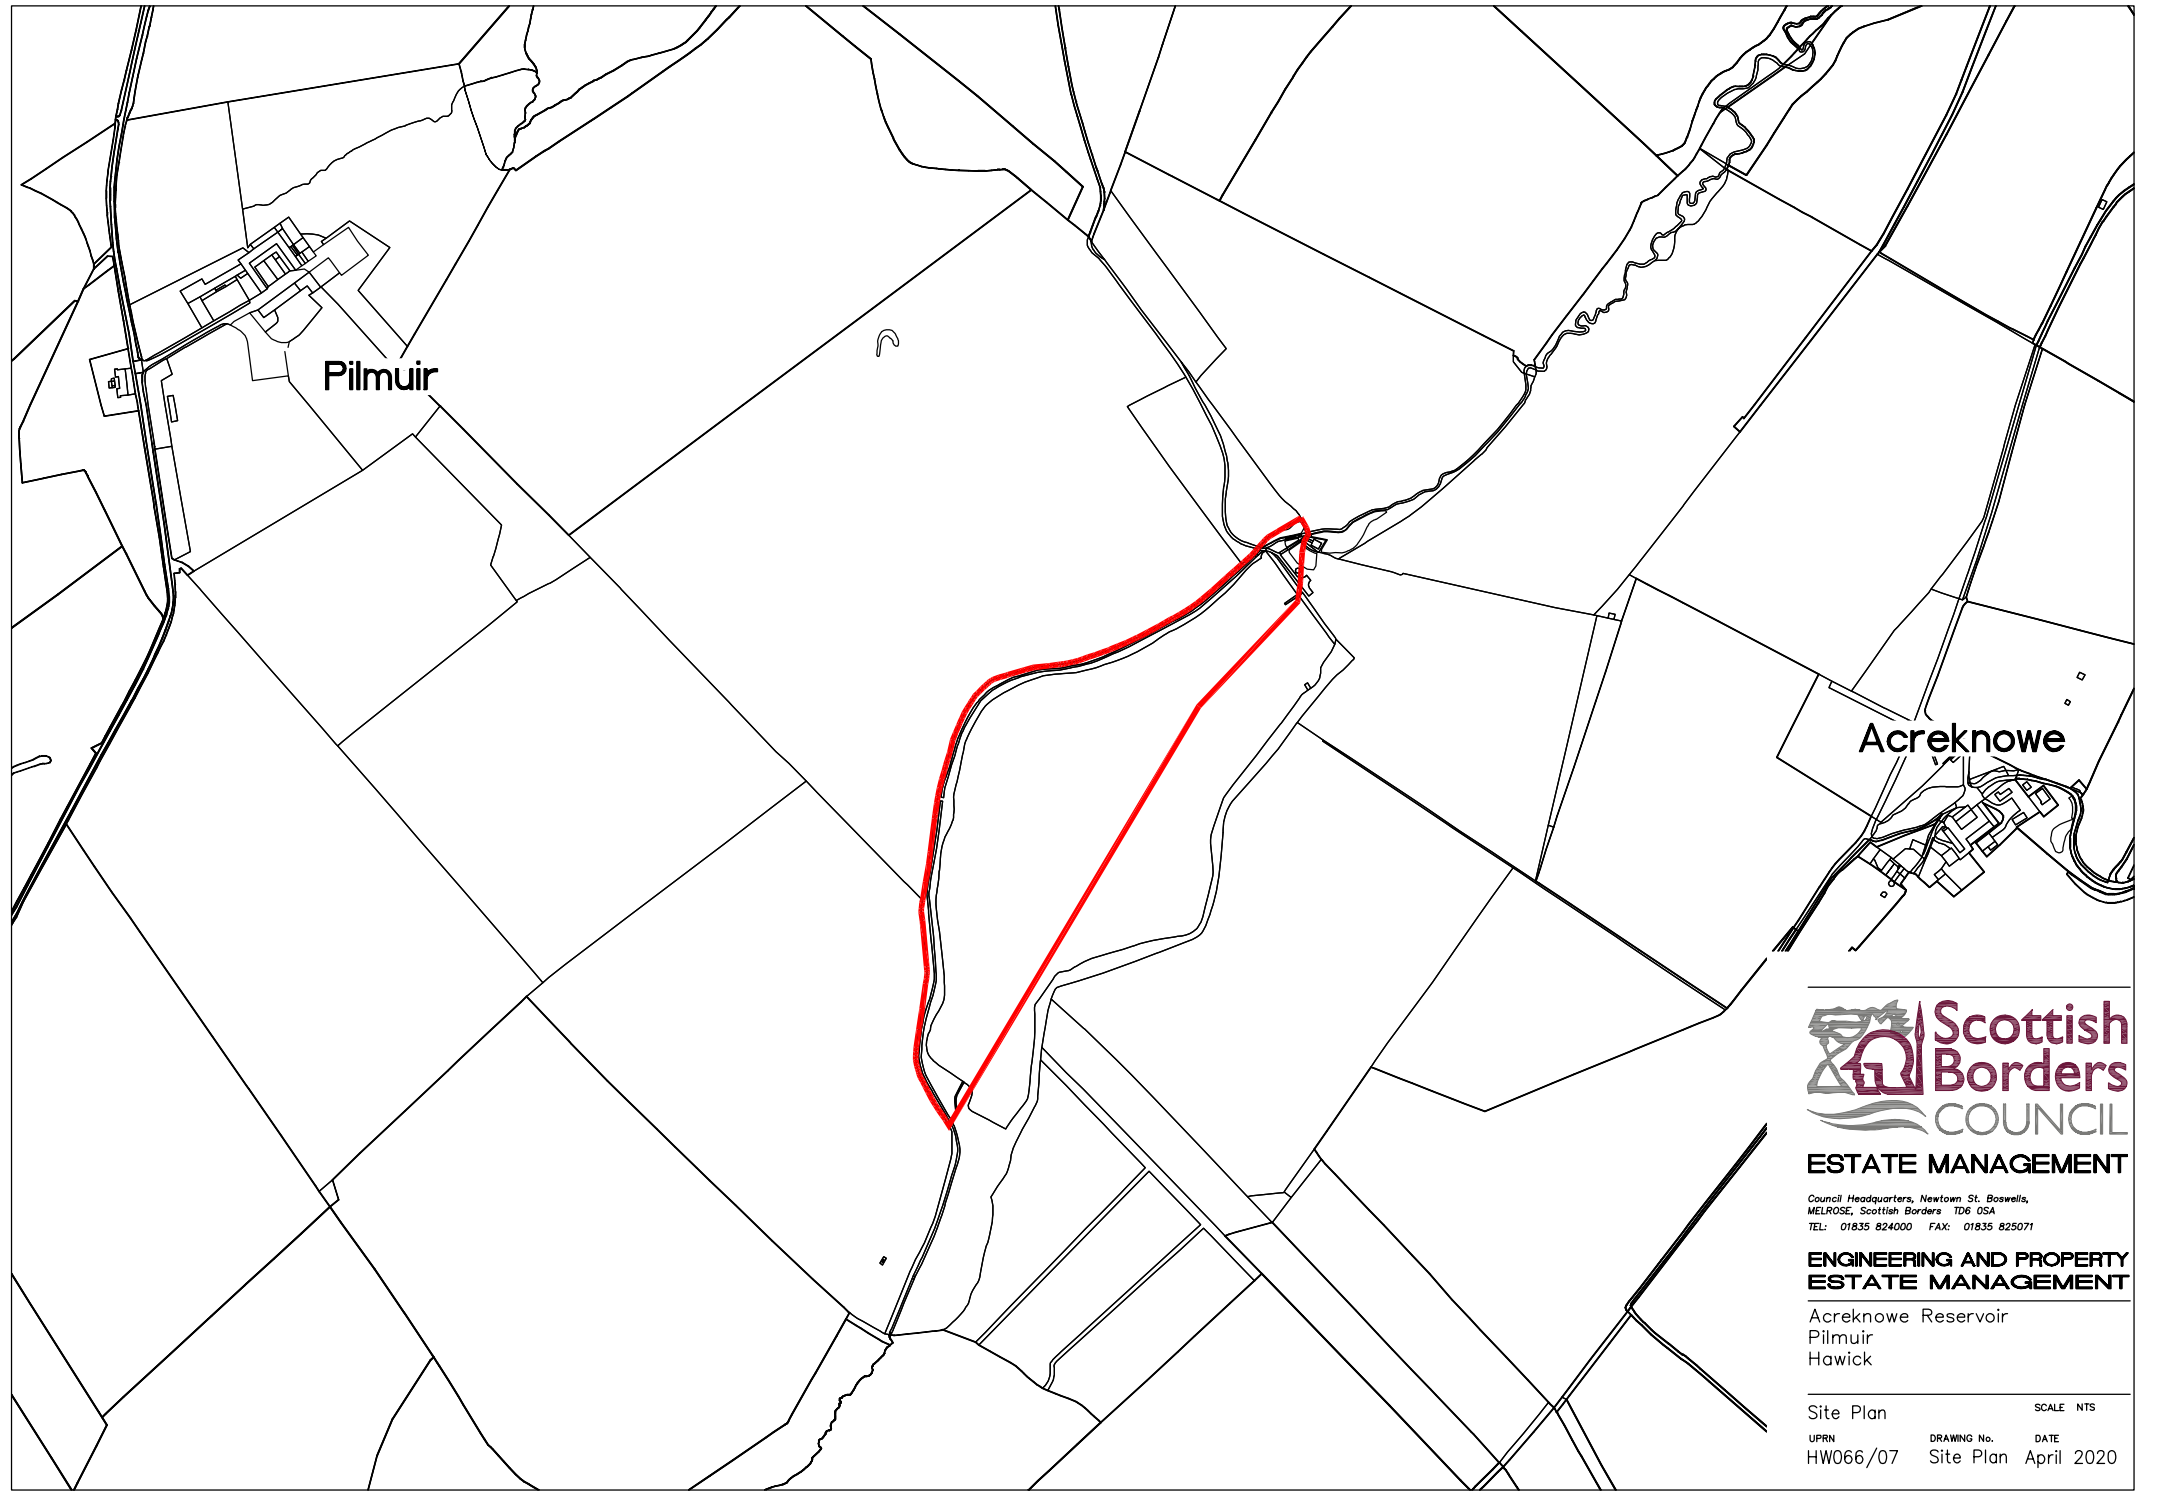 Pilmuir
Acreknowe
Scottish
Borders
COUNCIL
ESTATE MANAGEMENT
Council Headquarters, Newtown St. Boswells,
MELROSE, Scottish Borders TD6 0SA
TEL: 01835 824000 FAX: 01835 825071
ENGINEERING AND PROPERTY
ESTATE MANAGEMENT
Acreknowe Reservoir
Pilmuir
Hawick
Site Plan SCALE NTS
UPRN DRAWING No. DATE
HW066/07 Site Plan April 2020